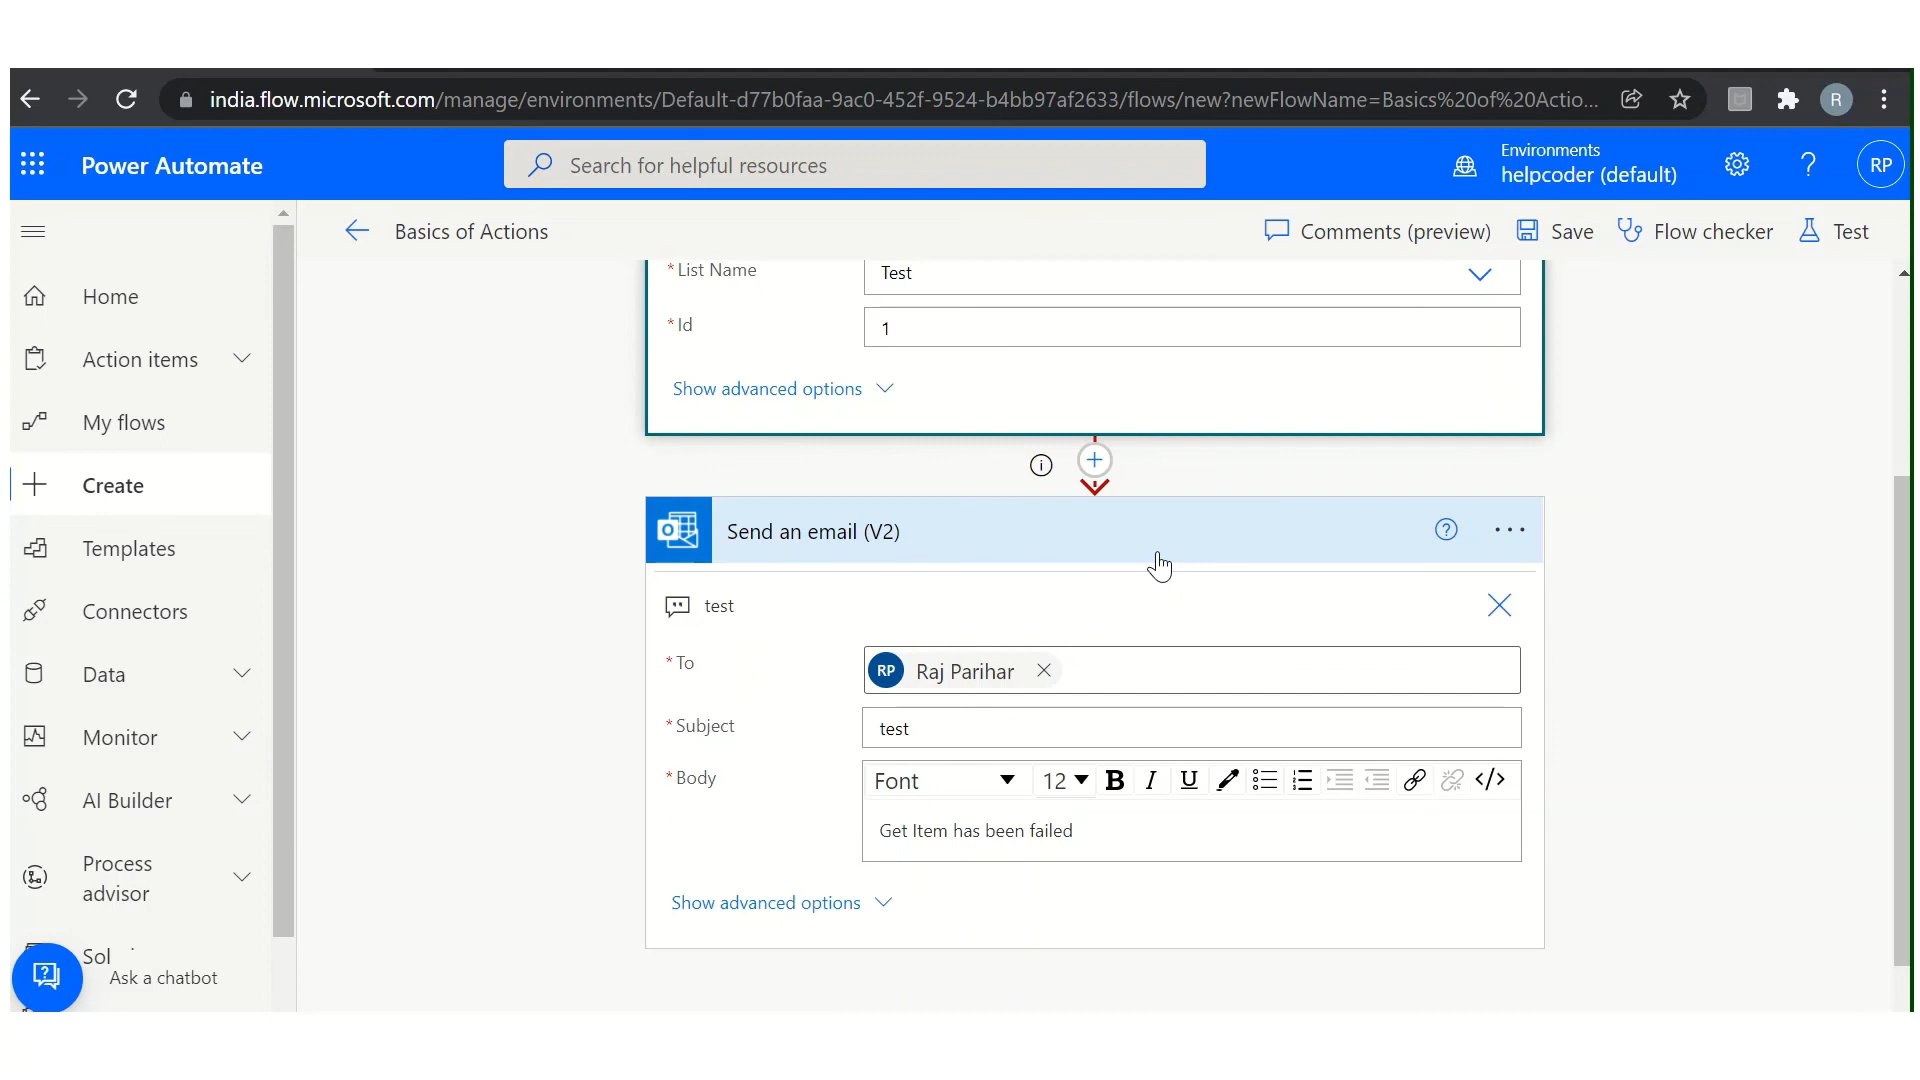 india.flow.microsoft.com/manage/environments/Default-d77b0faa-9ac0-452f-9524-b4bb97af2633/flows/new?newFlowName=Basics%20of%20Actio...
R
Power Automate
Search for helpful resources
Environments
helpcoder (default)
?
RP
Basics of Actions
Comments (preview)
Save
Flow checker
Test
Home
Action items
My flows
Create
Templates
Connectors
Data
Monitor
AI Builder
Process
advisor
Sol
Ask a chatbot
* List Name
Test
* Id
1
Show advanced options
Send an email (V2)
?
...
test
* To
RP
Raj Parihar
* Subject
test
* Body
Font
12
B
I
U
</>
Get Item has been failed
Show advanced options